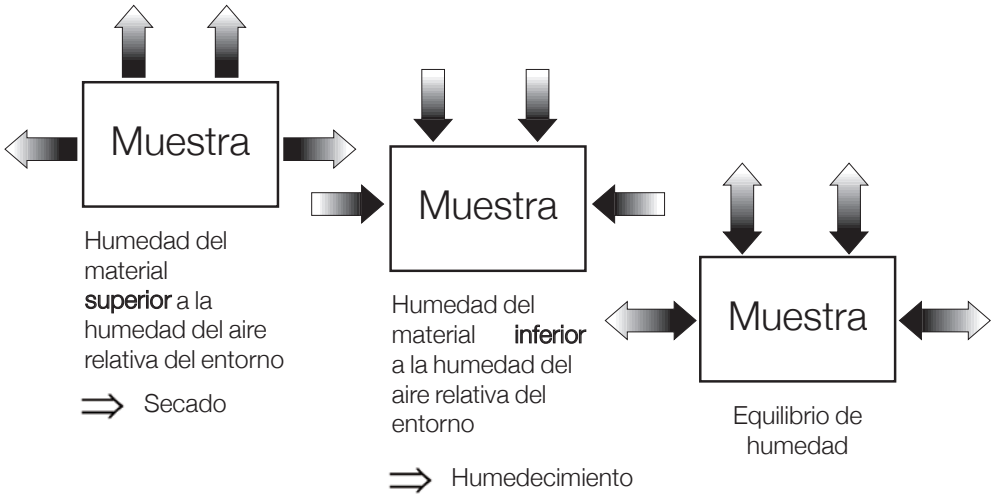 Muestra
Humedad del
material
superior a la
humedad del aire
relativa del entorno
⇒ Secado
Muestra
Humedad del
material inferior
a la humedad del
aire relativa del
entorno
⇒ Humedecimiento
Muestra
Equilibrio de
humedad